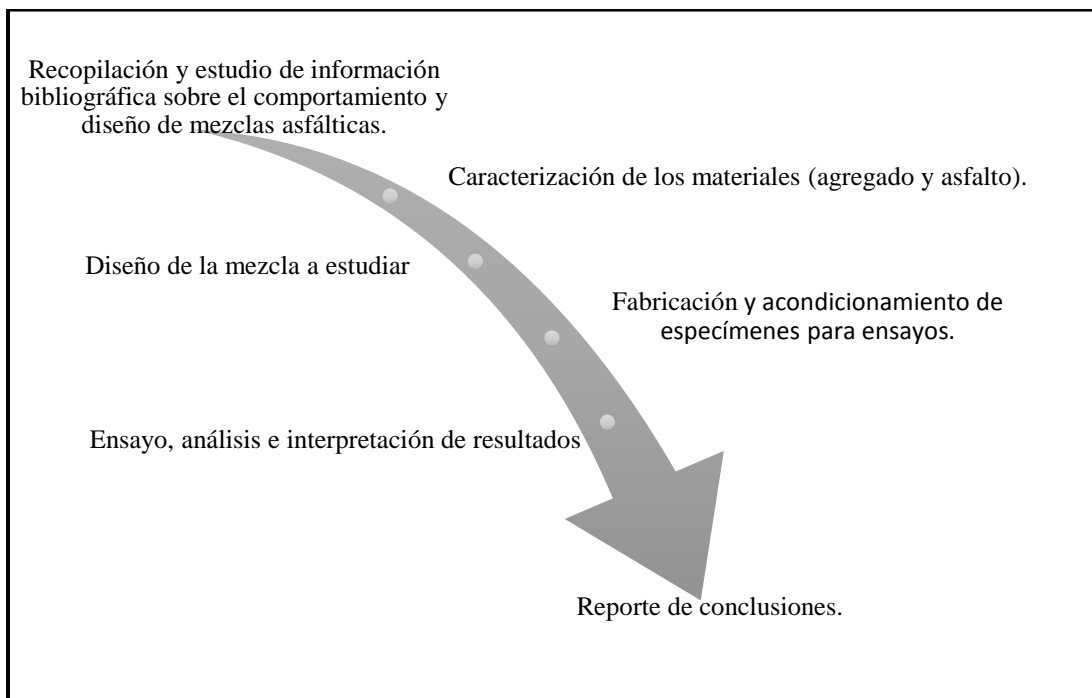 Recopilación y estudio de información
bibliográfica sobre el comportamiento y
diseño de mezclas asfálticas.
Caracterización de los materiales (agregado y asfalto).
Diseño de la mezcla a estudiar
Fabricación y acondicionamiento de
especímenes para ensayos.
Ensayo, análisis e interpretación de resultados
Reporte de conclusiones.